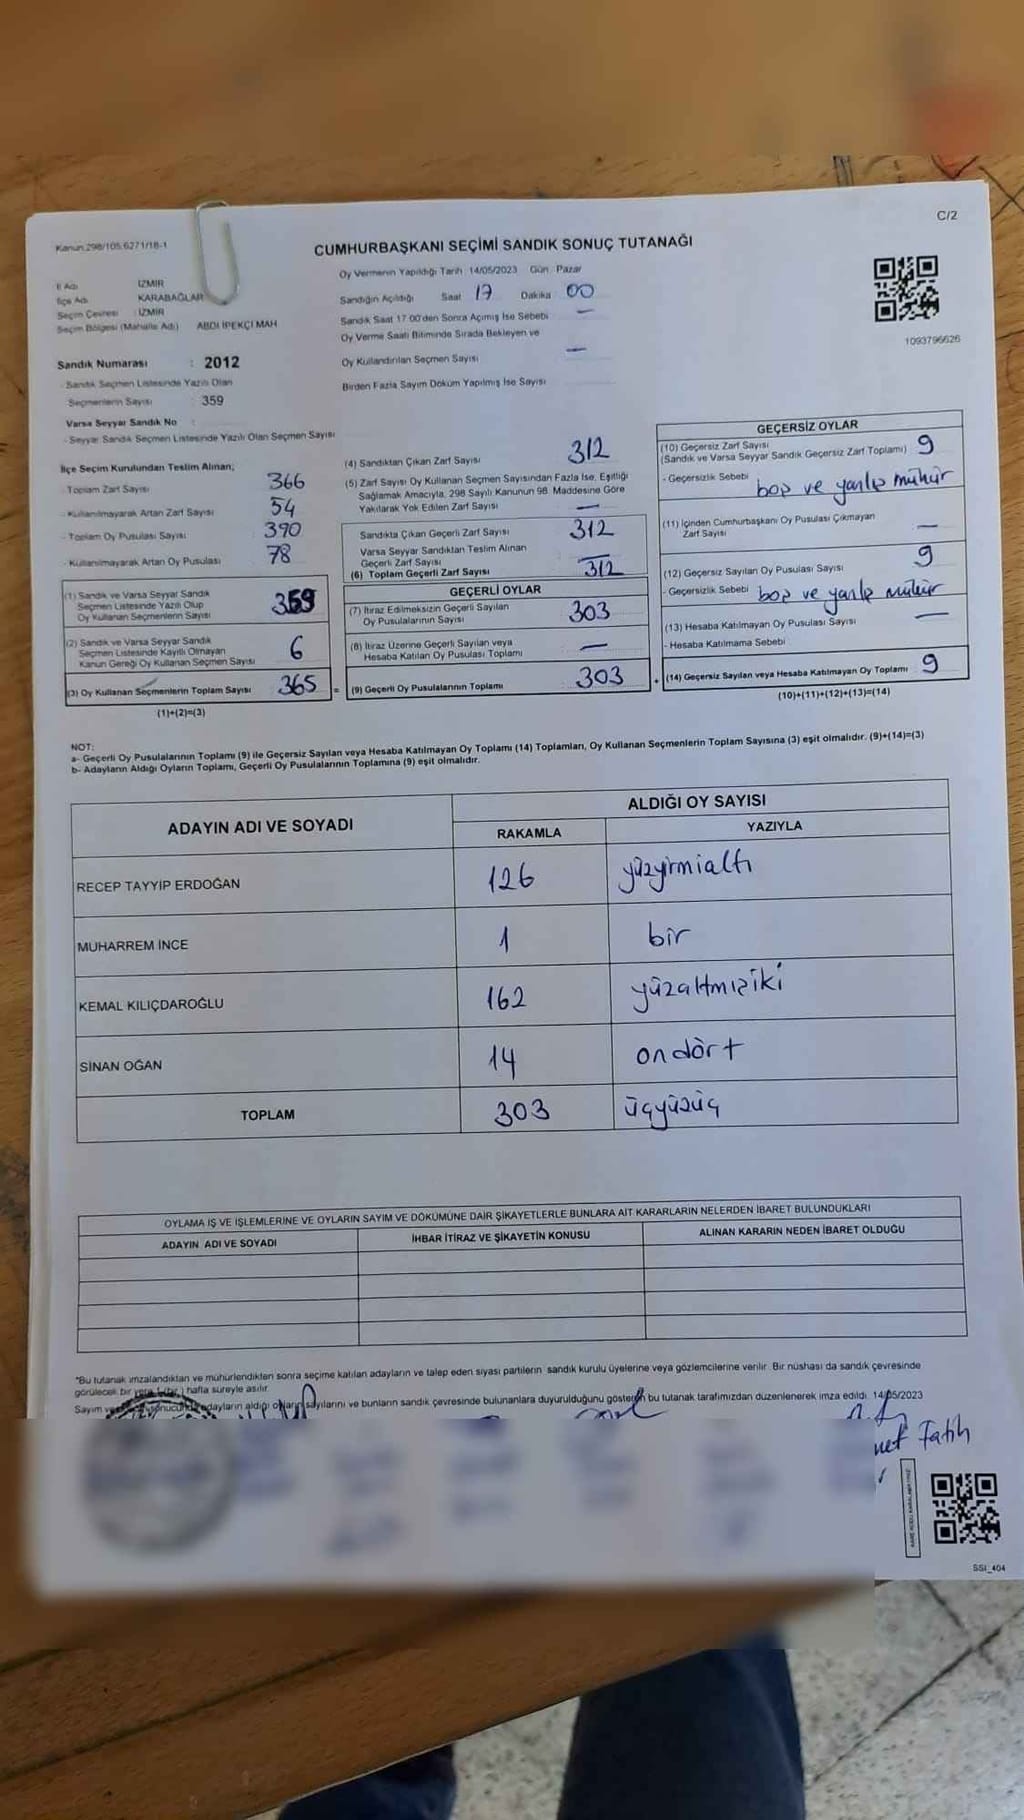 C/2
Kanun.298/105.6271/18-1
CUMHURBAŞKANI SEÇİMİ SANDIK SONUÇ TUTANAĞI
Oy Vermenin Yapıldığı Tarih 14/05/2023 Gün Pazar
İl Adı : İZMİR
İlçe Adı : KARABAĞLAR
Seçim Çevresi : İZMİR
Seçim Bölgesi (Mahalle Adı) ABDİ İPEKÇİ MAH
Sandığın Açıldığı Saat 17 Dakika 00
Sandık Saat 17.00'den Sonra Açımış İse Sebebi —
Oy Verme Saati Bitiminde Sırada Bekleyen ve
Oy Kullandırılan Seçmen Sayısı —
Birden Fazla Sayım Döküm Yapılmış İse Sayısı
1093796626
Sandık Numarası : 2012
- Sandık Seçmen Listesinde Yazılı Olan
Seçmenlerin Sayısı : 359
Varsa Seyyar Sandık No :
- Seyyar Sandık Seçmen Listesinde Yazılı Olan Seçmen Sayısı
İlçe Seçim Kurulundan Teslim Alınan;
- Toplam Zarf Sayısı 366
- Kullanılmayarak Artan Zarf Sayısı 54
- Toplam Oy Pusulası Sayısı 390
- Kullanılmayarak Artan Oy Pusulası 78
(1) Sandık ve Varsa Seyyar Sandık
Seçmen Listesinde Yazılı Olup
Oy Kullanan Seçmenlerin Sayısı 359
(2) Sandık ve Varsa Seyyar Sandık
Seçmen Listesinde Kayıtlı Olmayan
Kanun Gereği Oy Kullanan Seçmen Sayısı 6
(3) Oy Kullanan Seçmenlerin Toplam Sayısı 365 =
(1)+(2)=(3)
(4) Sandıktan Çıkan Zarf Sayısı 312
(5) Zarf Sayısı Oy Kullanan Seçmen Sayısından Fazla İse, Eşitliği
Sağlamak Amacıyla, 298 Sayılı Kanunun 98. Maddesine Göre
Yakılarak Yok Edilen Zarf Sayısı —
Sandıkta Çıkan Geçerli Zarf Sayısı 312
Varsa Seyyar Sandıktan Teslim Alınan
Geçerli Zarf Sayısı —
(6) Toplam Geçerli Zarf Sayısı 312
GEÇERLİ OYLAR
(7) İtiraz Edilmeksizin Geçerli Sayılan
Oy Pusulalarının Sayısı 303
(8) İtiraz Üzerine Geçerli Sayılan veya
Hesaba Katılan Oy Pusulası Toplamı —
(9) Geçerli Oy Pusulalarının Toplamı 303 +
GEÇERSİZ OYLAR
(10) Geçersiz Zarf Sayısı
(Sandık ve Varsa Seyyar Sandık Geçersiz Zarf Toplamı) 9
- Geçersizlik Sebebi boş ve yanlış mühür
(11) İçinden Cumhurbaşkanı Oy Pusulası Çıkmayan
Zarf Sayısı —
(12) Geçersiz Sayılan Oy Pusulası Sayısı 9
- Geçersizlik Sebebi boş ve yanlış mühür
(13) Hesaba Katılmayan Oy Pusulası Sayısı —
- Hesaba Katılmama Sebebi
(14) Geçersiz Sayılan veya Hesaba Katılmayan Oy Toplamı 9
(10)+(11)+(12)+(13)=(14)
NOT:
a- Geçerli Oy Pusulalarının Toplamı (9) ile Geçersiz Sayılan veya Hesaba Katılmayan Oy Toplamı (14) Toplamları, Oy Kullanan Seçmenlerin Toplam Sayısına (3) eşit olmalıdır. (9)+(14)=(3)
b- Adayların Aldığı Oyların Toplamı, Geçerli Oy Pusulalarının Toplamına (9) eşit olmalıdır.
ADAYIN ADI VE SOYADI ALDIĞI OY SAYISI
RAKAMLA YAZIYLA
RECEP TAYYIP ERDOĞAN 126 yüzyirmialtı
MUHARREM İNCE 1 bir
KEMAL KILIÇDAROĞLU 162 yüzaltmışiki
SİNAN OĞAN 14 ondört
TOPLAM 303 üçyüzüç
OYLAMA İŞ VE İŞLEMLERİNE VE OYLARIN SAYIM VE DÖKÜMÜNE DAİR ŞİKAYETLERLE BUNLARA AİT KARARLARIN NELERDEN İBARET BULUNDUKLARI
ADAYIN ADI VE SOYADI İHBAR İTİRAZ VE ŞİKAYETİN KONUSU ALINAN KARARIN NEDEN İBARET OLDUĞU
*Bu tutanak imzalandıktan ve mühürlendikten sonra seçime katılan adayların ve talep eden siyasi partilerin sandık kurulu üyelerine veya gözlemcilerine verilir. Bir nüshası da sandık çevresinde
görülecek bir yere 1 (bir) hafta süreyle asılır.
Sayım adayların aldığı oyların sayılarını ve bunların sandık çevresinde bulunanlara duyurulduğunu gösteren bu tutanak tarafımızdan düzenlenerek imza edildi. 14/05/2023
Fatih
SSI_404